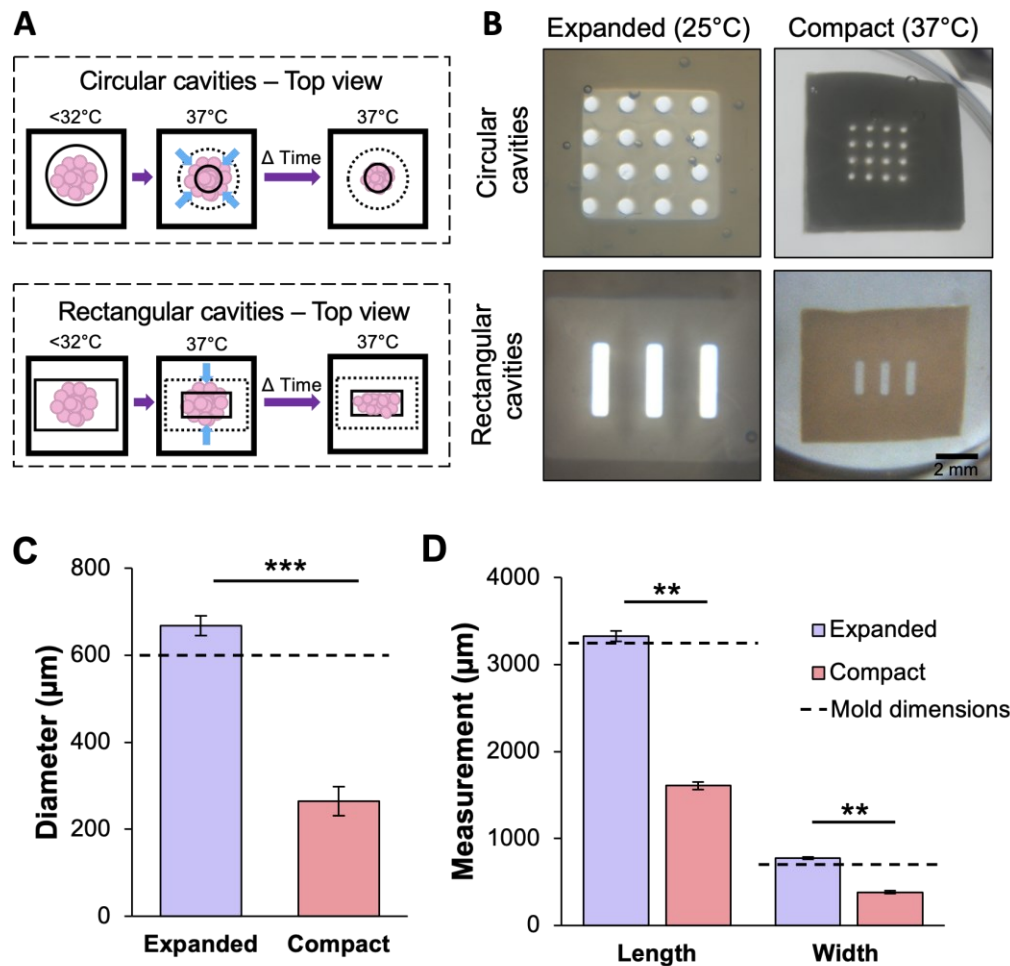 A
Circular cavities – Top view
<32°C
37°C
Δ Time
37°C
Rectangular cavities – Top view
<32°C
37°C
Δ Time
37°C
B
Expanded (25°C)
Compact (37°C)
Circular
cavities
Rectangular
cavities
2 mm
C
Diameter (µm)
800
600
400
200
0
***
Expanded
Compact
D
Measurement (µm)
4000
3000
2000
1000
0
**
**
Length
Width
Expanded
Compact
Mold dimensions